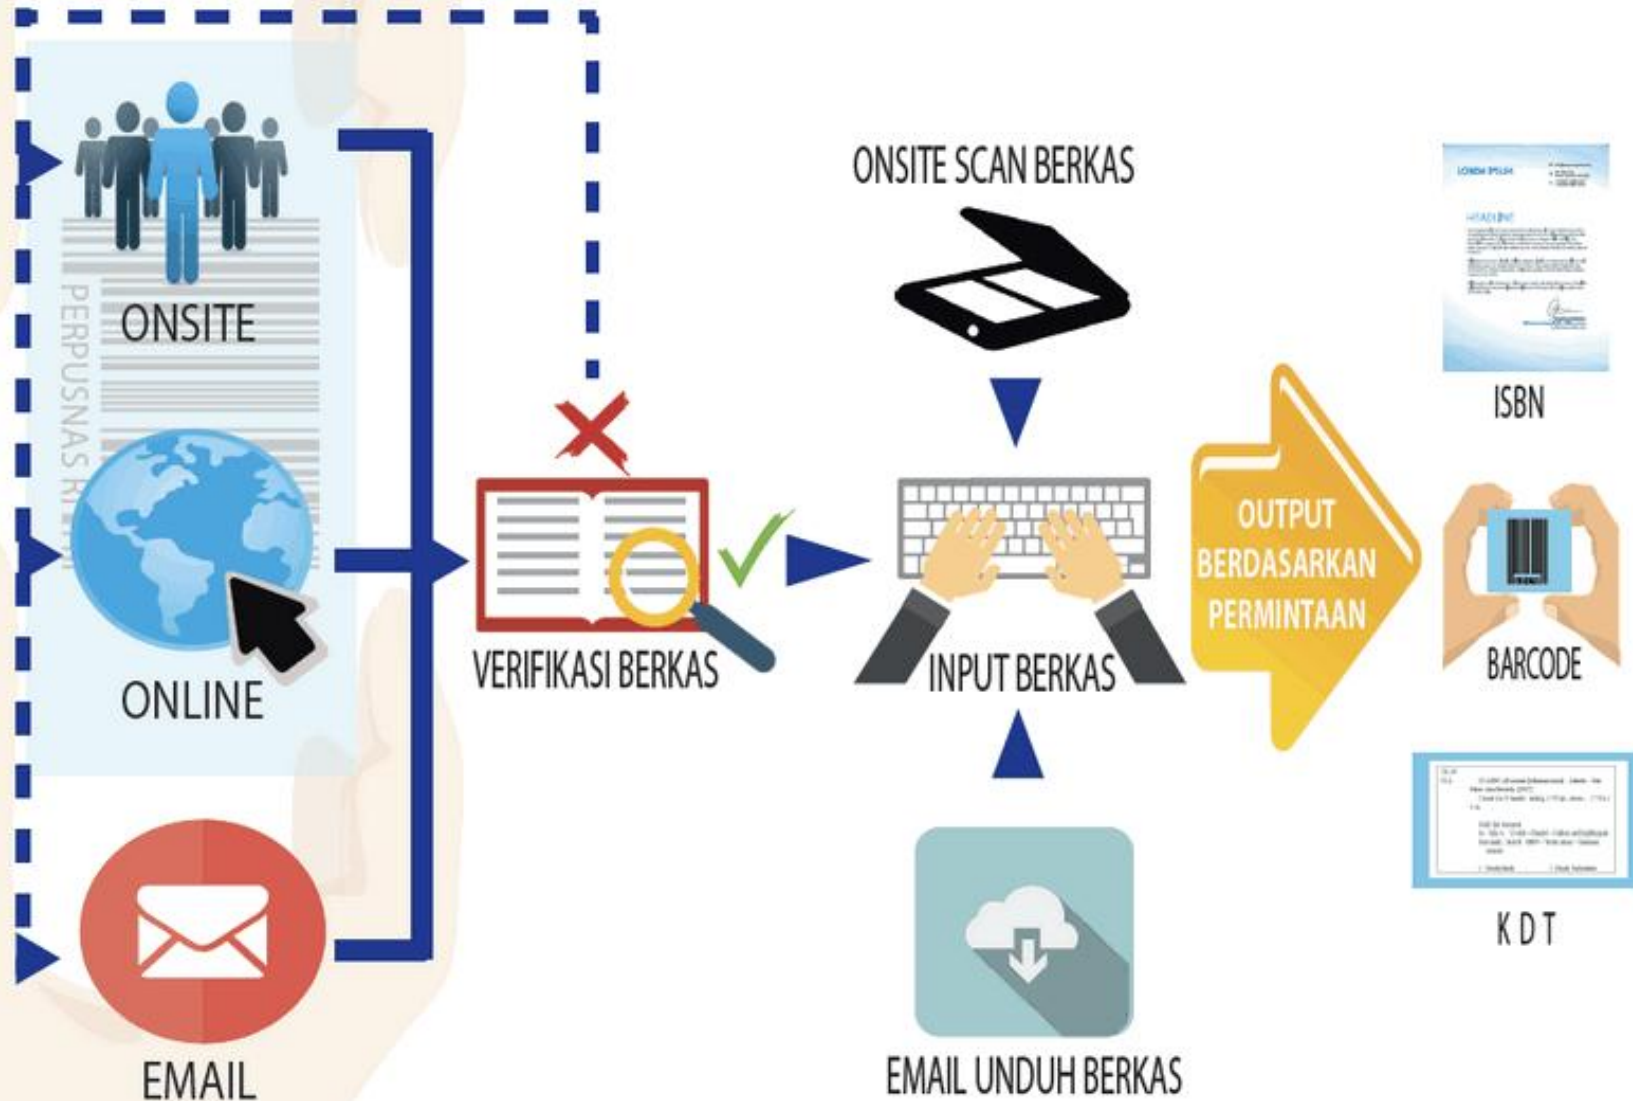 ONSITE
PERPUSNAS RI
ONLINE
EMAIL
VERIFIKASI BERKAS
ONSITE SCAN BERKAS
INPUT BERKAS
EMAIL UNDUH BERKAS
OUTPUT
BERDASARKAN
PERMINTAAN
LOREM IPSUM
HEADLINE
ISBN
BARCODE
K D T